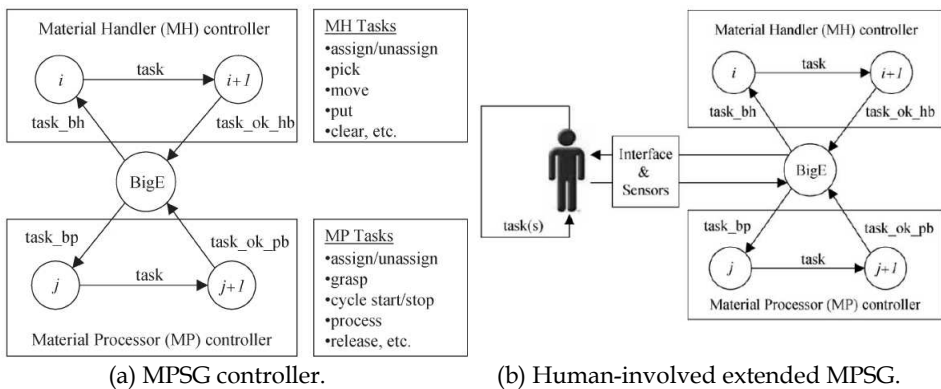 Material Handler (MH) controller
i
task
i+1
task_bh
task_ok_hb
BigE
task_bp
task_ok_pb
j
task
j+1
Material Processor (MP) controller
MH Tasks
•assign/unassign
•pick
•move
•put
•clear, etc.
MP Tasks
•assign/unassign
•grasp
•cycle start/stop
•process
•release, etc.
(a) MPSG controller.
task(s)
Interface
&
Sensors
Material Handler (MH) controller
i
task
i+1
task_bh
task_ok_hb
BigE
task_bp
task_ok_pb
j
task
j+1
Material Processor (MP) controller
(b) Human-involved extended MPSG.